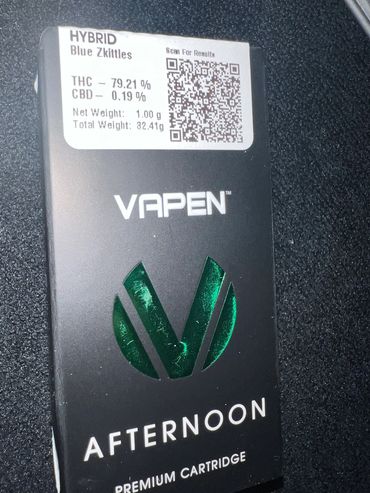 HYBRID
Blue Zkittles
Scan For Results
THC – 79.21 %
CBD – 0.19 %
Net Weight: 1.00 g
Total Weight: 32.41g
VAPEN™
AFTERNOON
PREMIUM CARTRIDGE